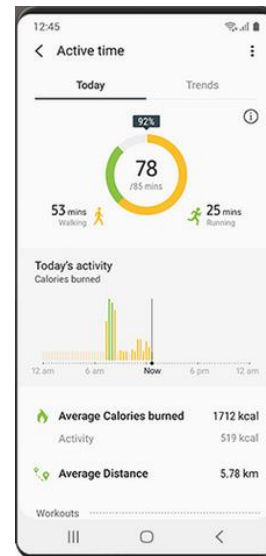 12:45
Active time
Today Trends
92%
78
/85 mins
53 mins 25 mins
Walking Running
Today's activity
Calories burned
12 am 6 am Now 6 pm 12 am
Average Calories burned 1712 kcal
Activity 519 kcal
Average Distance 5.78 km
Workouts